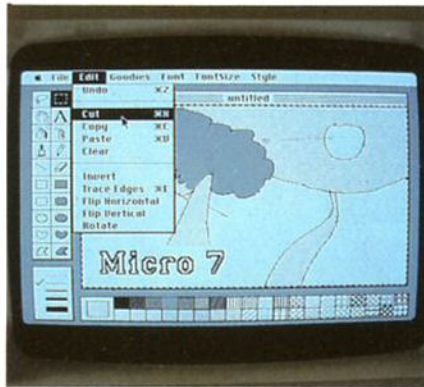 File Edit Goodies Font FontSize Style
untitled
Undo ⌘Z
Cut ⌘X
Copy ⌘C
Paste ⌘V
Clear
Invert
Trace Edges ⌘E
Flip Horizontal
Flip Vertical
Rotate
A
Micro 7